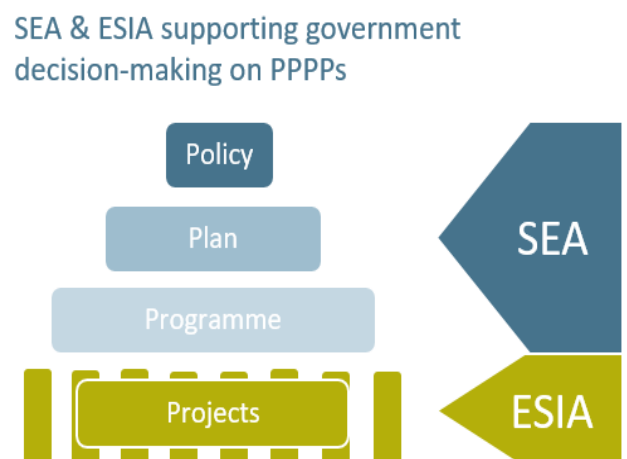 SEA & ESIA supporting government
decision-making on PPPPs
Policy
Plan
SEA
Programme
Projects
ESIA